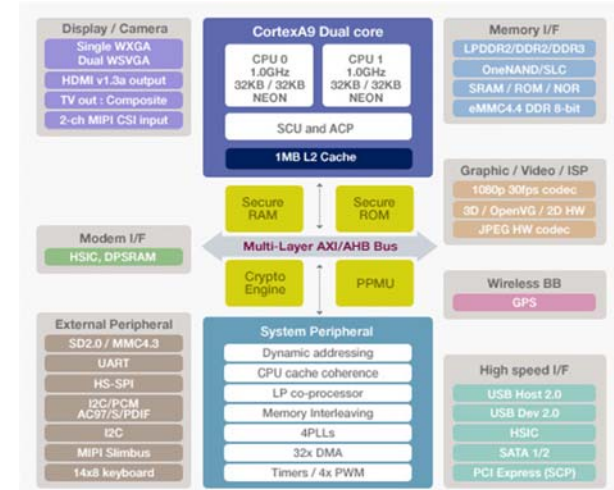 Display / Camera
Single WXGA
Dual WSVGA
HDMI v1.3a output
TV out : Composite
2-ch MIPI CSI input
Modem I/F
HSIC, DPSRAM
External Peripheral
SD2.0 / MMC4.3
UART
HS-SPI
I2C/PCM
AC97/S/PDIF
I2C
MIPI Slimbus
14x8 keyboard
CortexA9 Dual core
CPU 0
1.0GHz
32KB / 32KB
NEON
CPU 1
1.0GHz
32KB / 32KB
NEON
SCU and ACP
1MB L2 Cache
Secure
RAM
Secure
ROM
Multi-Layer AXI/AHB Bus
Crypto
Engine
PPMU
System Peripheral
Dynamic addressing
CPU cache coherence
LP co-processor
Memory Interleaving
4PLLs
32x DMA
Timers / 4x PWM
Memory I/F
LPDDR2/DDR2/DDR3
OneNAND/SLC
SRAM / ROM / NOR
eMMC4.4 DDR 8-bit
Graphic / Video / ISP
1080p 30fps codec
3D / OpenVG / 2D HW
JPEG HW codec
Wireless BB
GPS
High speed I/F
USB Host 2.0
USB Dev 2.0
HSIC
SATA 1/2
PCI Express (SCP)